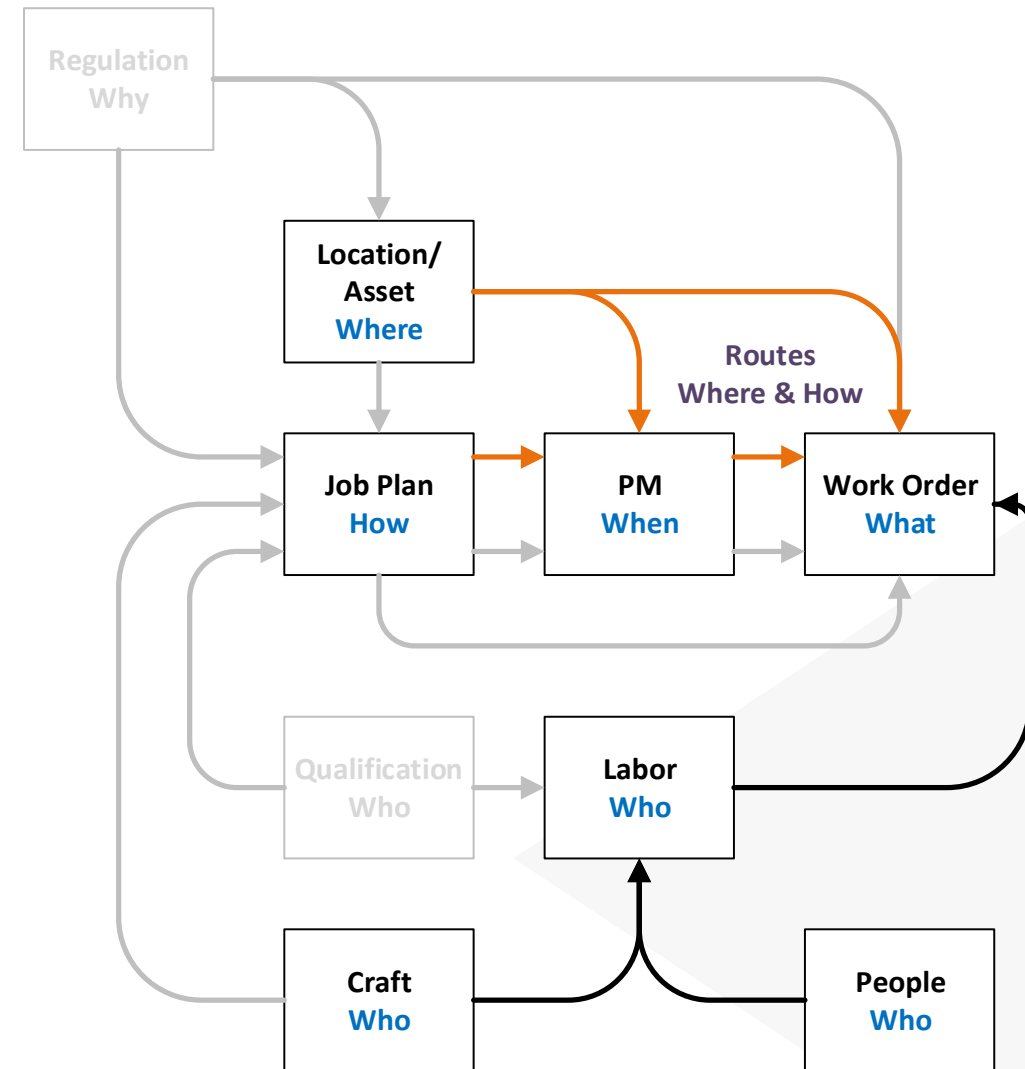 Regulation
Why
Location/
Asset
Where
Routes
Where & How
Job Plan
How
PM
When
Work Order
What
Qualification
Who
Labor
Who
Craft
Who
People
Who